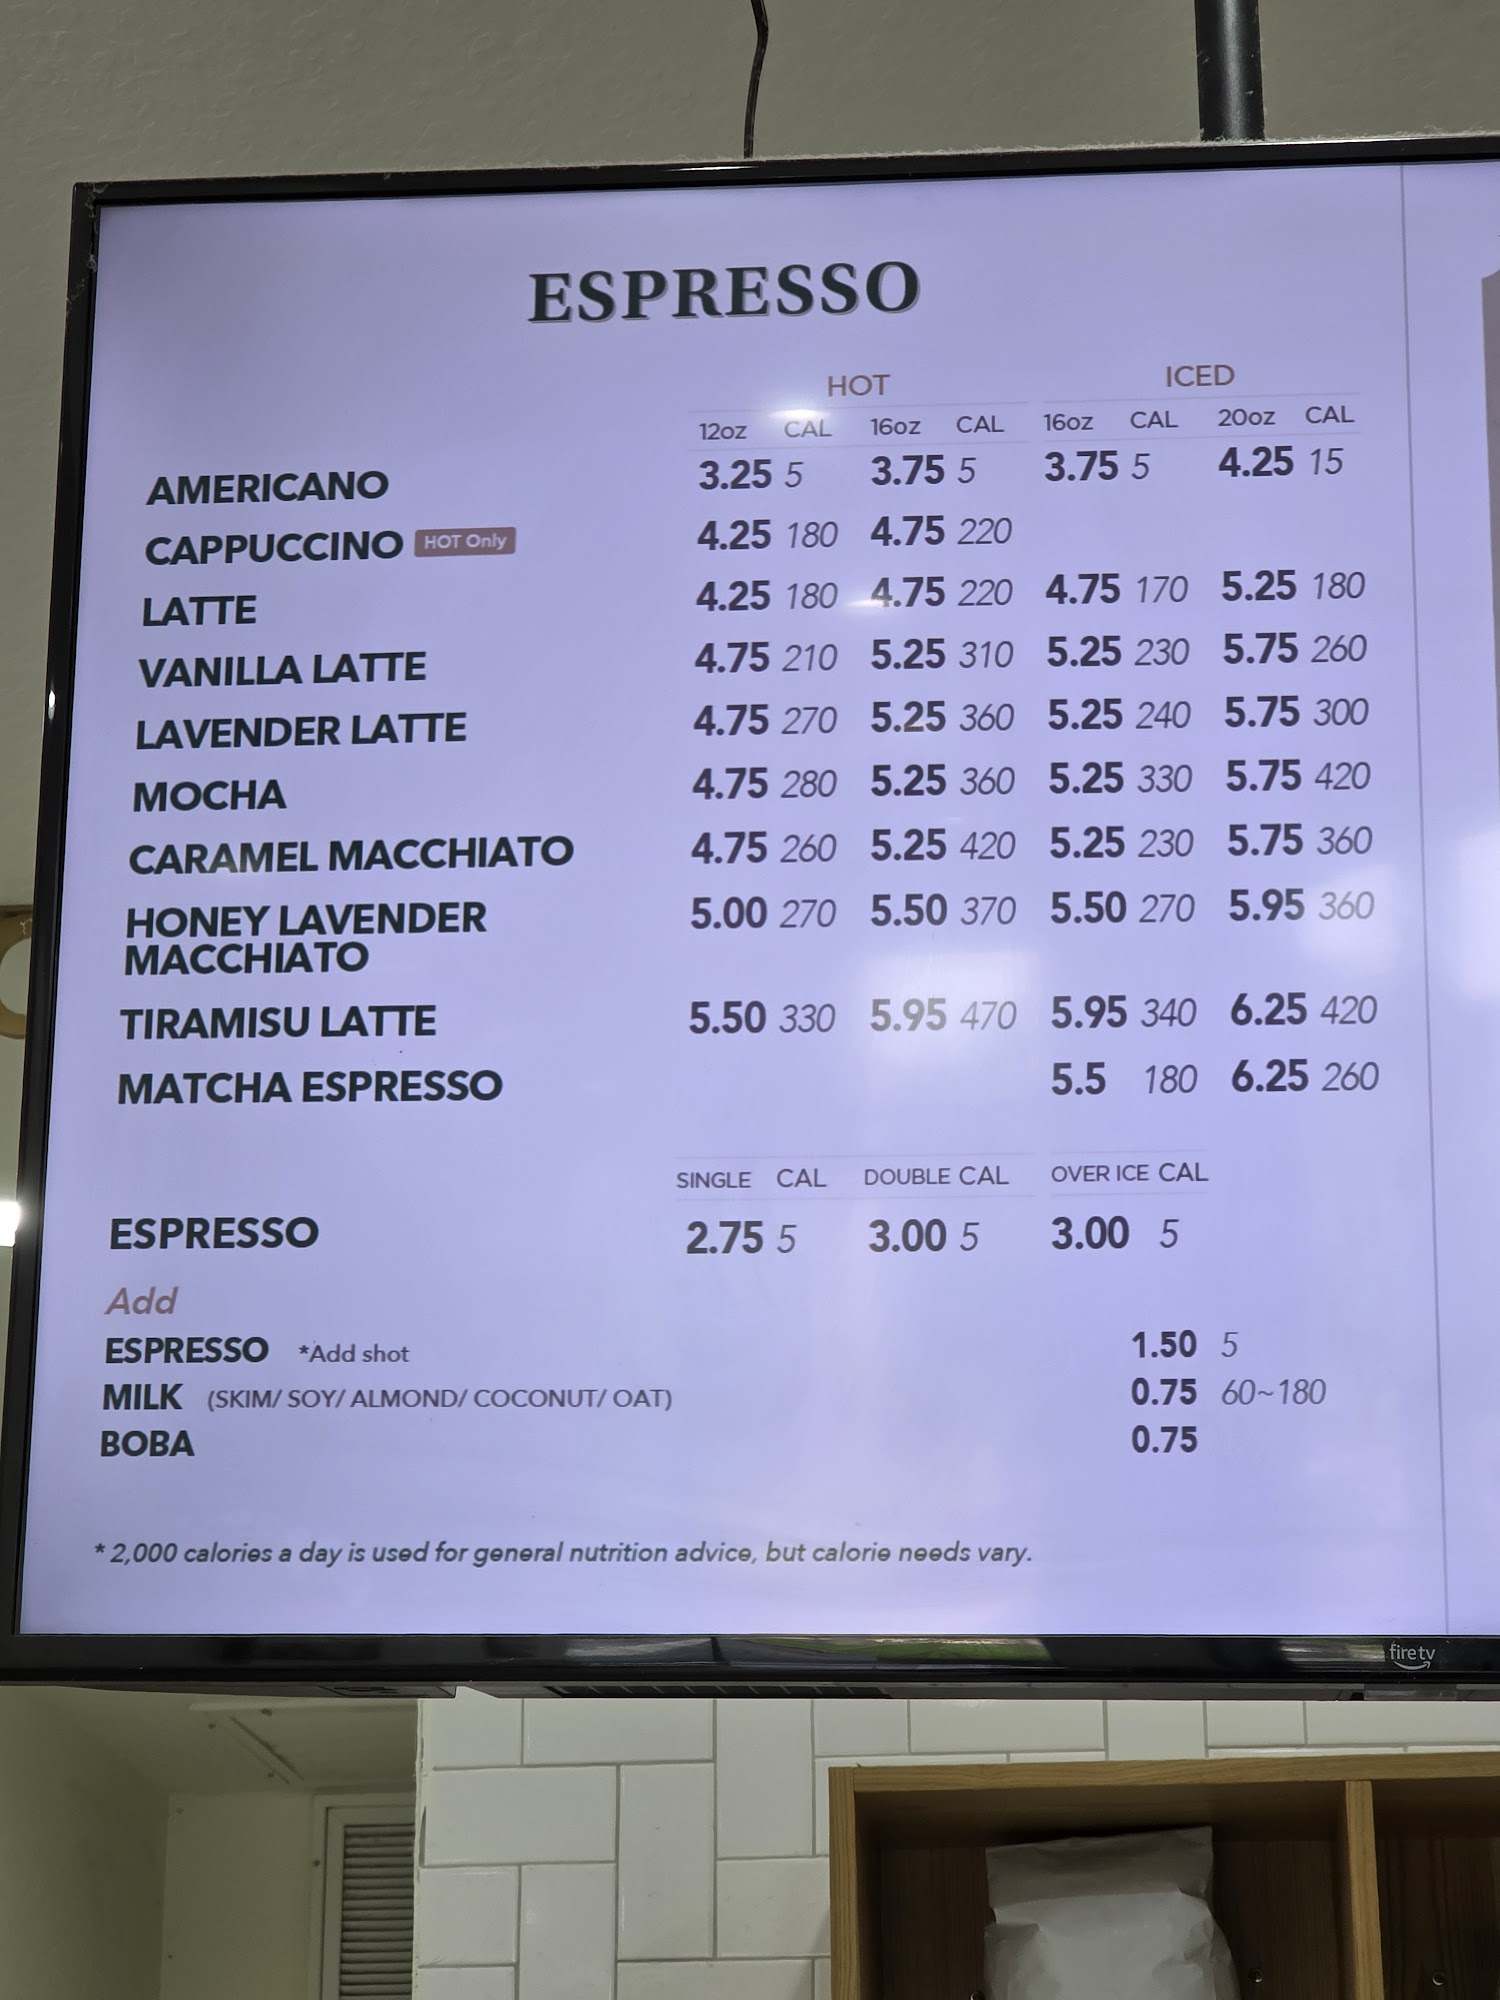 ESPRESSO
HOT ICED
12oz CAL 16oz CAL 16oz CAL 20oz CAL
AMERICANO 3.25 5 3.75 5 3.75 5 4.25 15
CAPPUCCINO HOT Only 4.25 180 4.75 220
LATTE 4.25 180 4.75 220 4.75 170 5.25 180
VANILLA LATTE 4.75 210 5.25 310 5.25 230 5.75 260
LAVENDER LATTE 4.75 270 5.25 360 5.25 240 5.75 300
MOCHA 4.75 280 5.25 360 5.25 330 5.75 420
CARAMEL MACCHIATO 4.75 260 5.25 420 5.25 230 5.75 360
HONEY LAVENDER 5.00 270 5.50 370 5.50 270 5.95 360
MACCHIATO
TIRAMISU LATTE 5.50 330 5.95 470 5.95 340 6.25 420
MATCHA ESPRESSO 5.5 180 6.25 260
SINGLE CAL DOUBLE CAL OVER ICE CAL
ESPRESSO 2.75 5 3.00 5 3.00 5
Add
ESPRESSO *Add shot 1.50 5
MILK (SKIM/ SOY/ ALMOND/ COCONUT/ OAT) 0.75 60~180
BOBA 0.75
* 2,000 calories a day is used for general nutrition advice, but calorie needs vary.
firetv